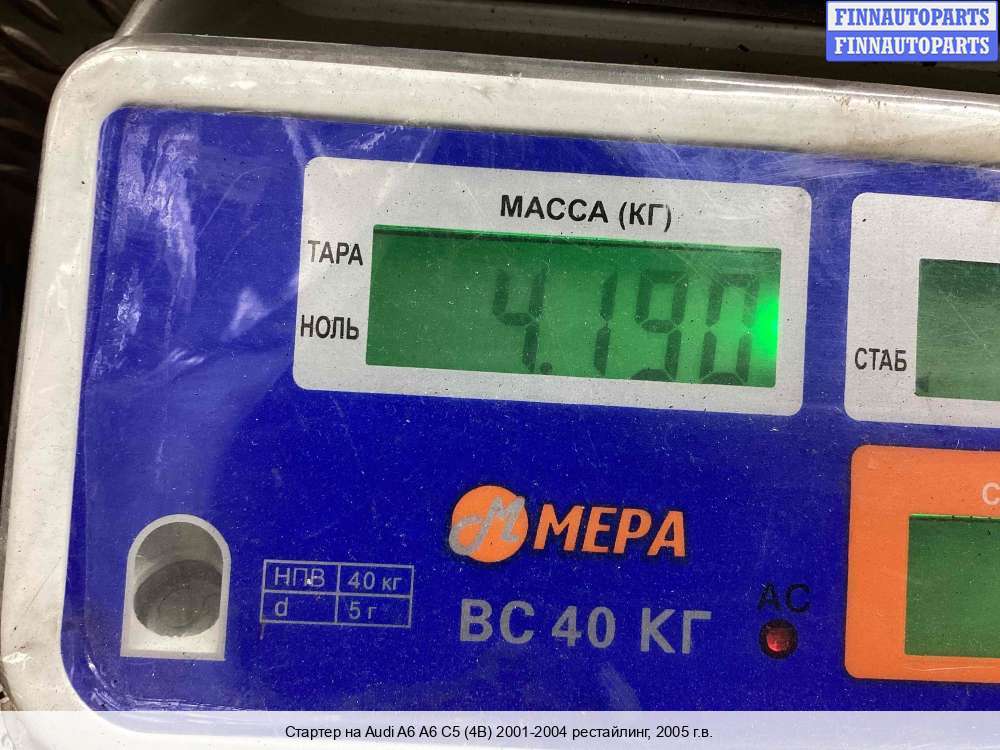 FINNAUTOPARTS
FINNAUTOPARTS
МАССА (КГ)
ТАРА
4.190
НОЛЬ
СТАБ
С
М МЕРА
НПВ 40 кг
d 5 г
ВС 40 КГ
AC
Стартер на Audi A6 A6 C5 (4B) 2001-2004 рестайлинг, 2005 г.в.